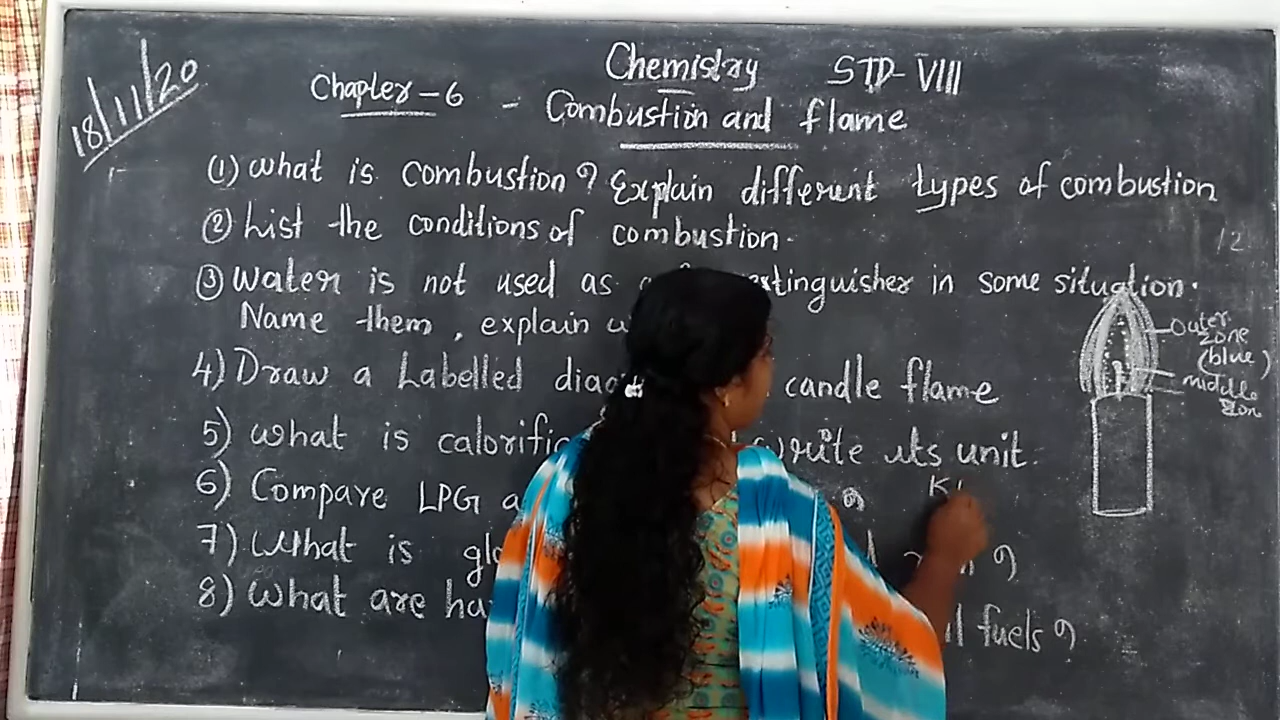 18/11/20
Chemistry STD-VIII
Chapter-6 - Combustion and flame
(1) What is combustion? Explain different types of combustion
(2) List the conditions of combustion.
12
(3) Water is not used as extinguisher in some situation.
Name them, explain
4) Draw a Labelled candle flame
Outer
zone
(blue)
middle
zon
5) What is calorific write its unit.
6) Compare LPG ?
K
7) What is ?
8) What are fuels?